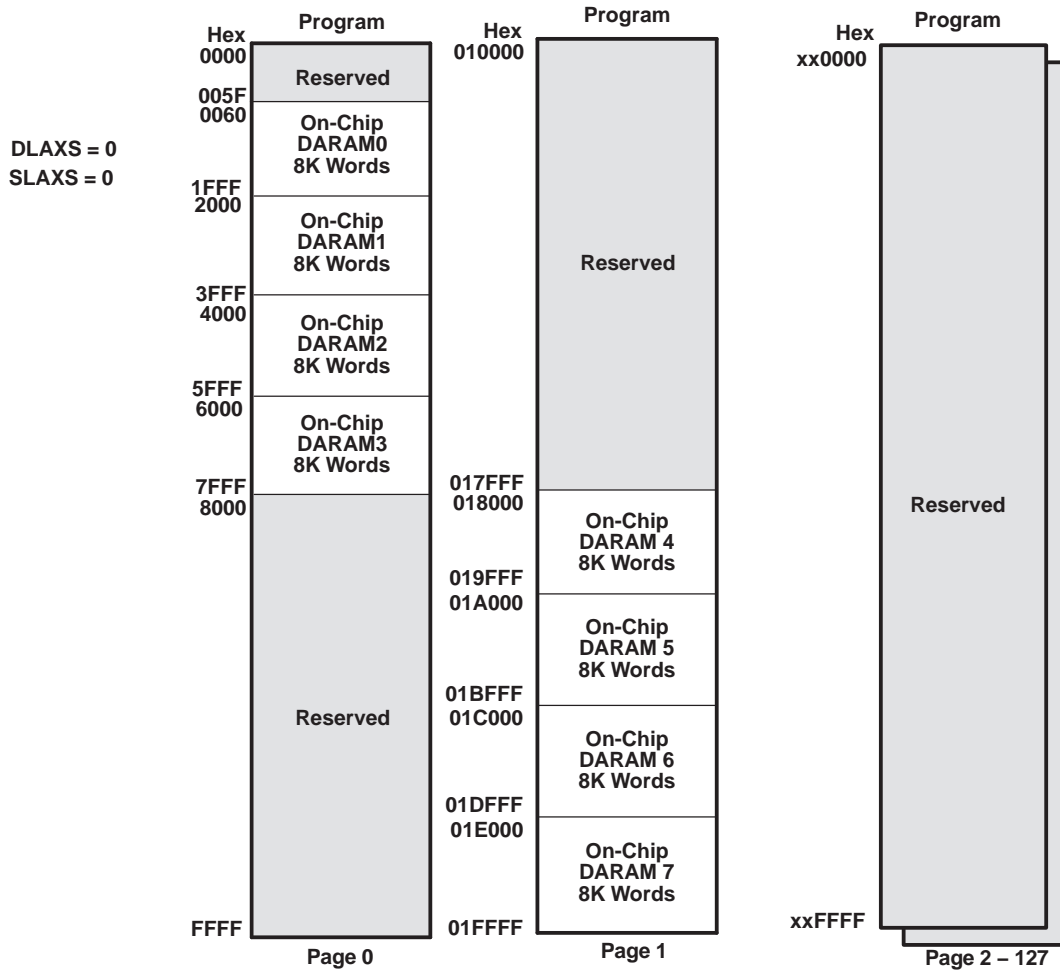 DLAXS = 0
SLAXS = 0
Program
Hex
0000
Reserved
005F
0060
On-Chip
DARAM0
8K Words
1FFF
2000
On-Chip
DARAM1
8K Words
3FFF
4000
On-Chip
DARAM2
8K Words
5FFF
6000
On-Chip
DARAM3
8K Words
7FFF
8000
Reserved
FFFF
Page 0
Program
Hex
010000
Reserved
017FFF
018000
On-Chip
DARAM 4
8K Words
019FFF
01A000
On-Chip
DARAM 5
8K Words
01BFFF
01C000
On-Chip
DARAM 6
8K Words
01DFFF
01E000
On-Chip
DARAM 7
8K Words
01FFFF
Page 1
Program
Hex
xx0000
Reserved
xxFFFF
Page 2 – 127